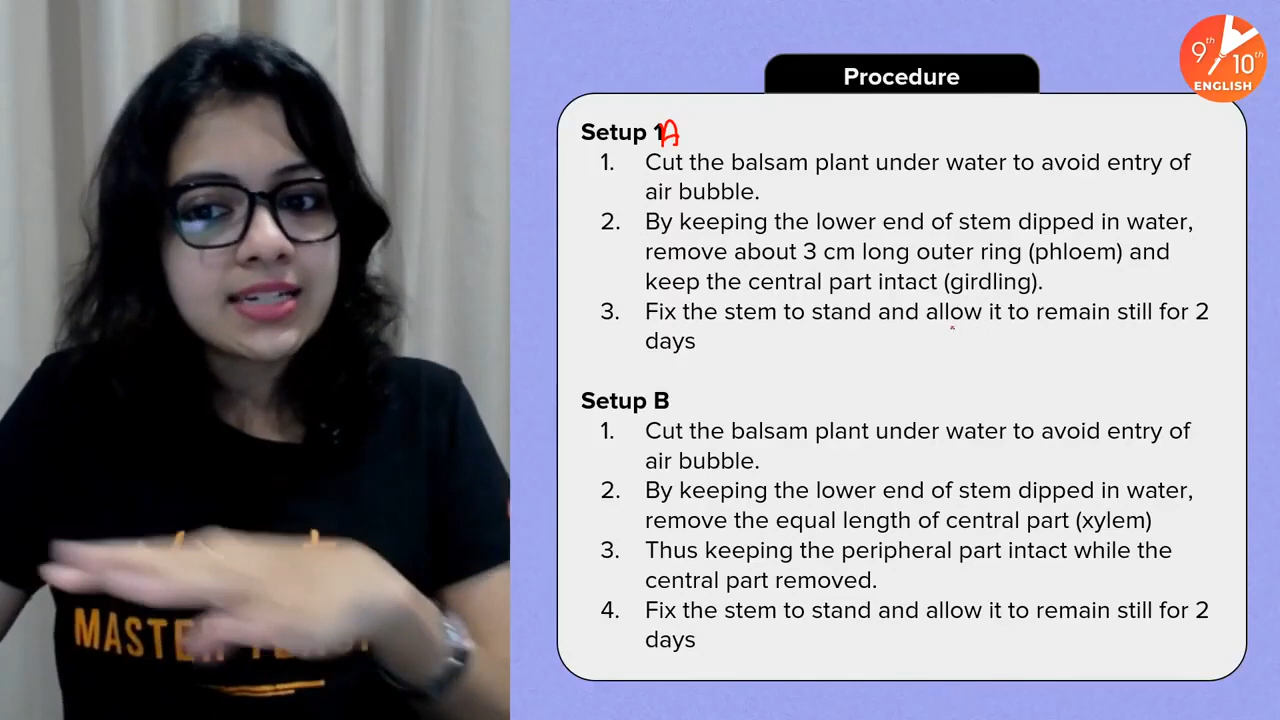 9th
10th
ENGLISH
Procedure
Setup 1A
1. Cut the balsam plant under water to avoid entry of
air bubble.
2. By keeping the lower end of stem dipped in water,
remove about 3 cm long outer ring (phloem) and
keep the central part intact (girdling).
3. Fix the stem to stand and allow it to remain still for 2
days
Setup B
1. Cut the balsam plant under water to avoid entry of
air bubble.
2. By keeping the lower end of stem dipped in water,
remove the equal length of central part (xylem)
3. Thus keeping the peripheral part intact while the
central part removed.
4. Fix the stem to stand and allow it to remain still for 2
days
MASTE